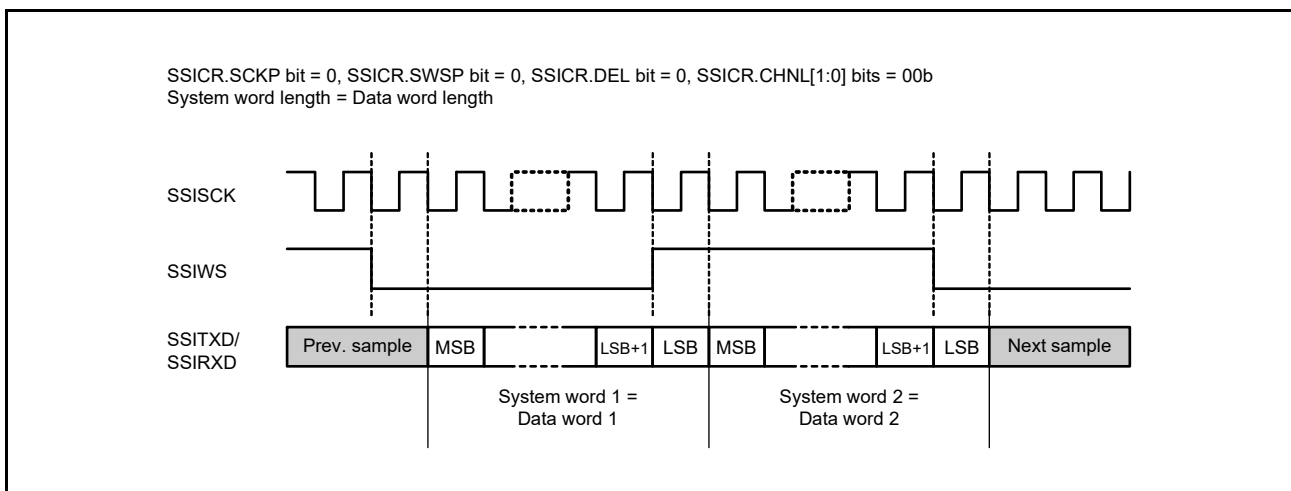 SSICR.SCKP bit = 0, SSICR.SWSP bit = 0, SSICR.DEL bit = 0, SSICR.CHNL[1:0] bits = 00b
System word length = Data word length
SSISCK
SSIWS
SSITXD/
SSIRXD
Prev. sample MSB LSB+1 LSB MSB LSB+1 LSB Next sample
System word 1 =
Data word 1
System word 2 =
Data word 2